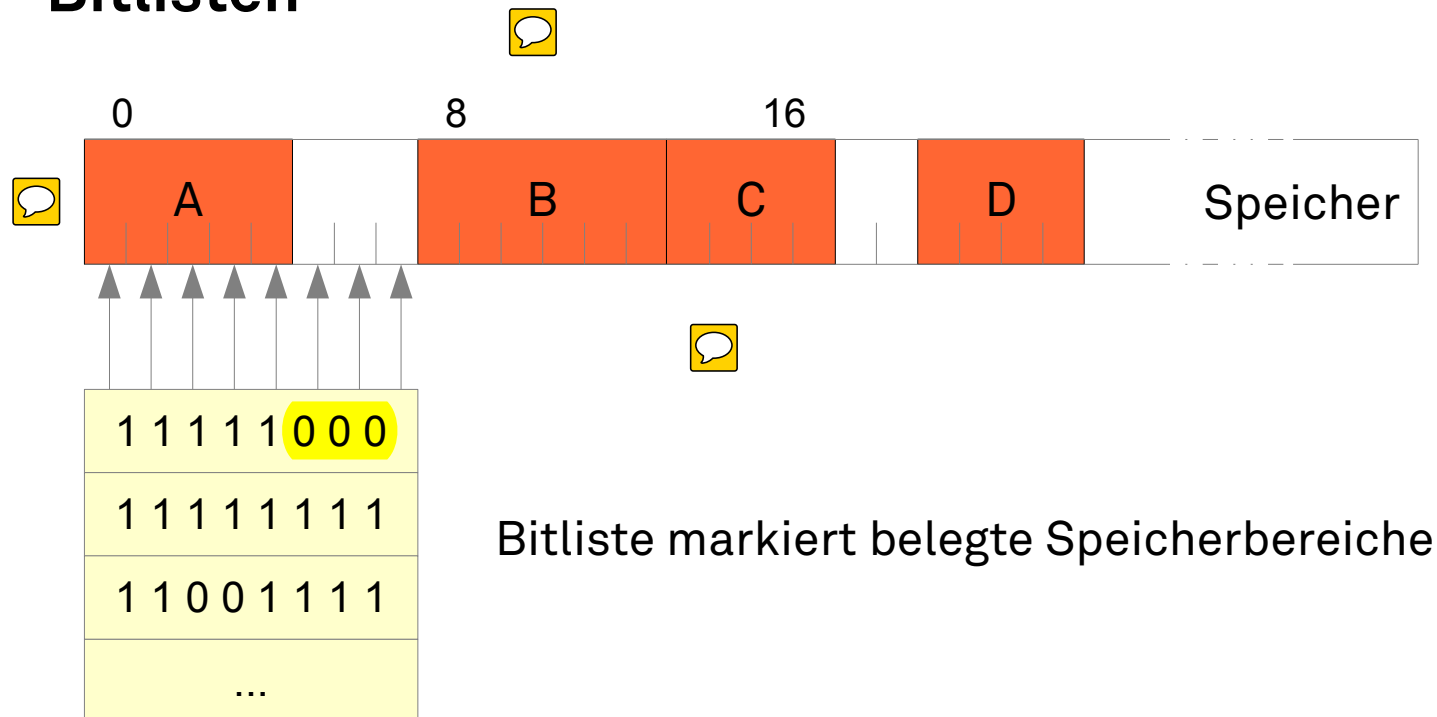 Bitlisten
0 8 16
A B C D Speicher
1 1 1 1 1 0 0 0
1 1 1 1 1 1 1 1
Bitliste markiert belegte Speicherbereiche
1 1 0 0 1 1 1 1
...